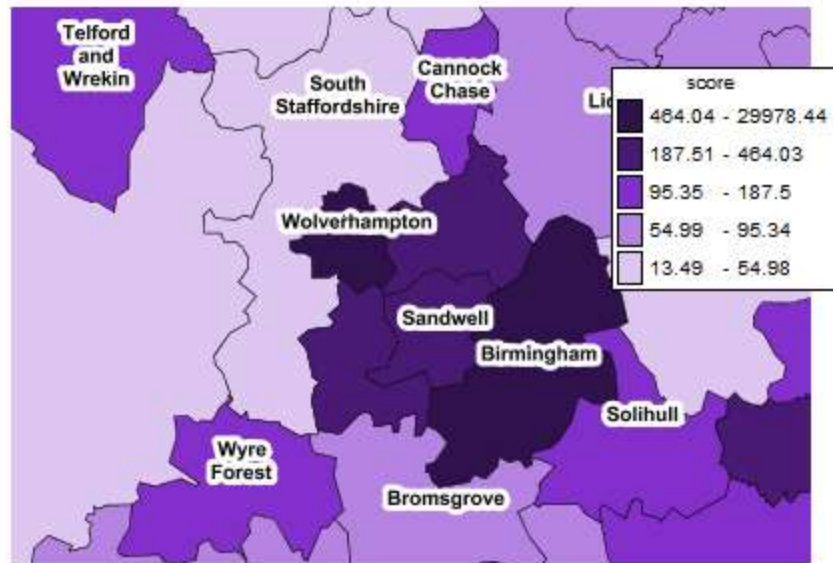 Telford
and
Wrekin
South
Staffordshire
Cannock
Chase
score
464.04 - 29978.44
187.51 - 464.03
95.35 - 187.5
54.99 - 95.34
13.49 - 54.98
Wolverhampton
Sandwell
Birmingham
Solihull
Wyre
Forest
Bromsgrove